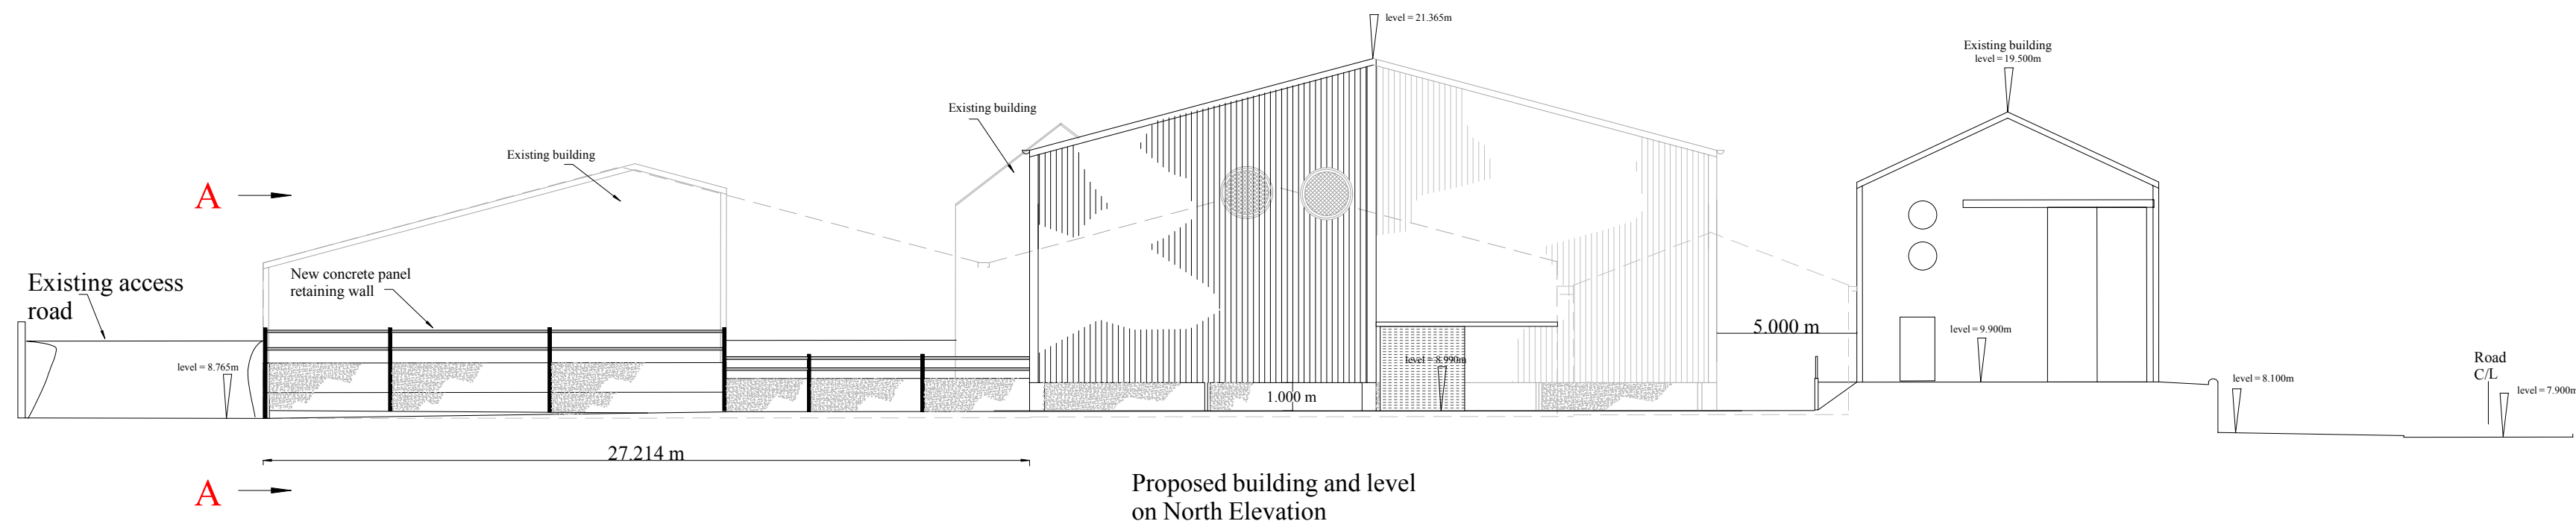 level = 21.365m
Existing building
level = 19.500m
Existing building
Existing building
A
New concrete panel
retaining wall
Existing access
road
5.000 m
level = 9.900m
level = 8.990m
level = 8.765m
Road
C/L
level = 8.100m
level = 7.900m
1.000 m
27.214 m
A
Proposed building and level
on North Elevation